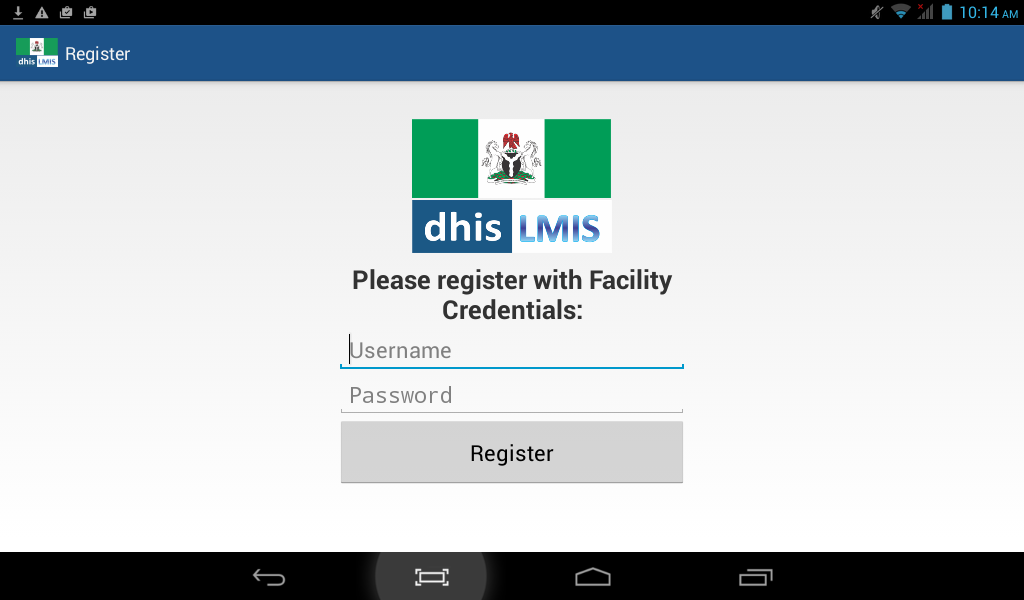 10:14 AM
dhis LMIS
Register
dhis LMIS
Please register with Facility
Credentials:
Username
Password
Register